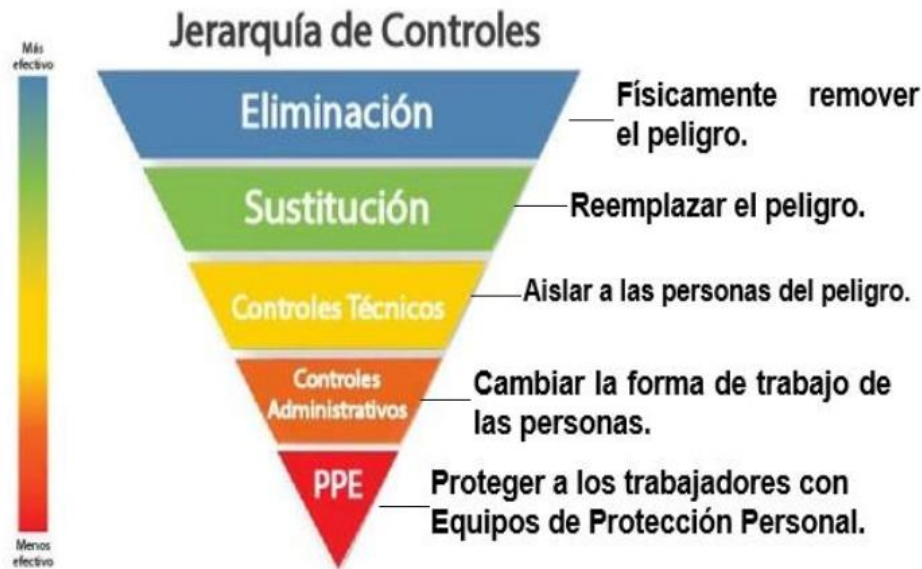 Jerarquía de Controles
Más
efectivo
Eliminación
Físicamente remover
el peligro.
Sustitución
Reemplazar el peligro.
Controles Técnicos
Aislar a las personas del peligro.
Controles
Administrativos
Cambiar la forma de trabajo de
las personas.
PPE
Proteger a los trabajadores con
Equipos de Protección Personal.
Menos
efectivo